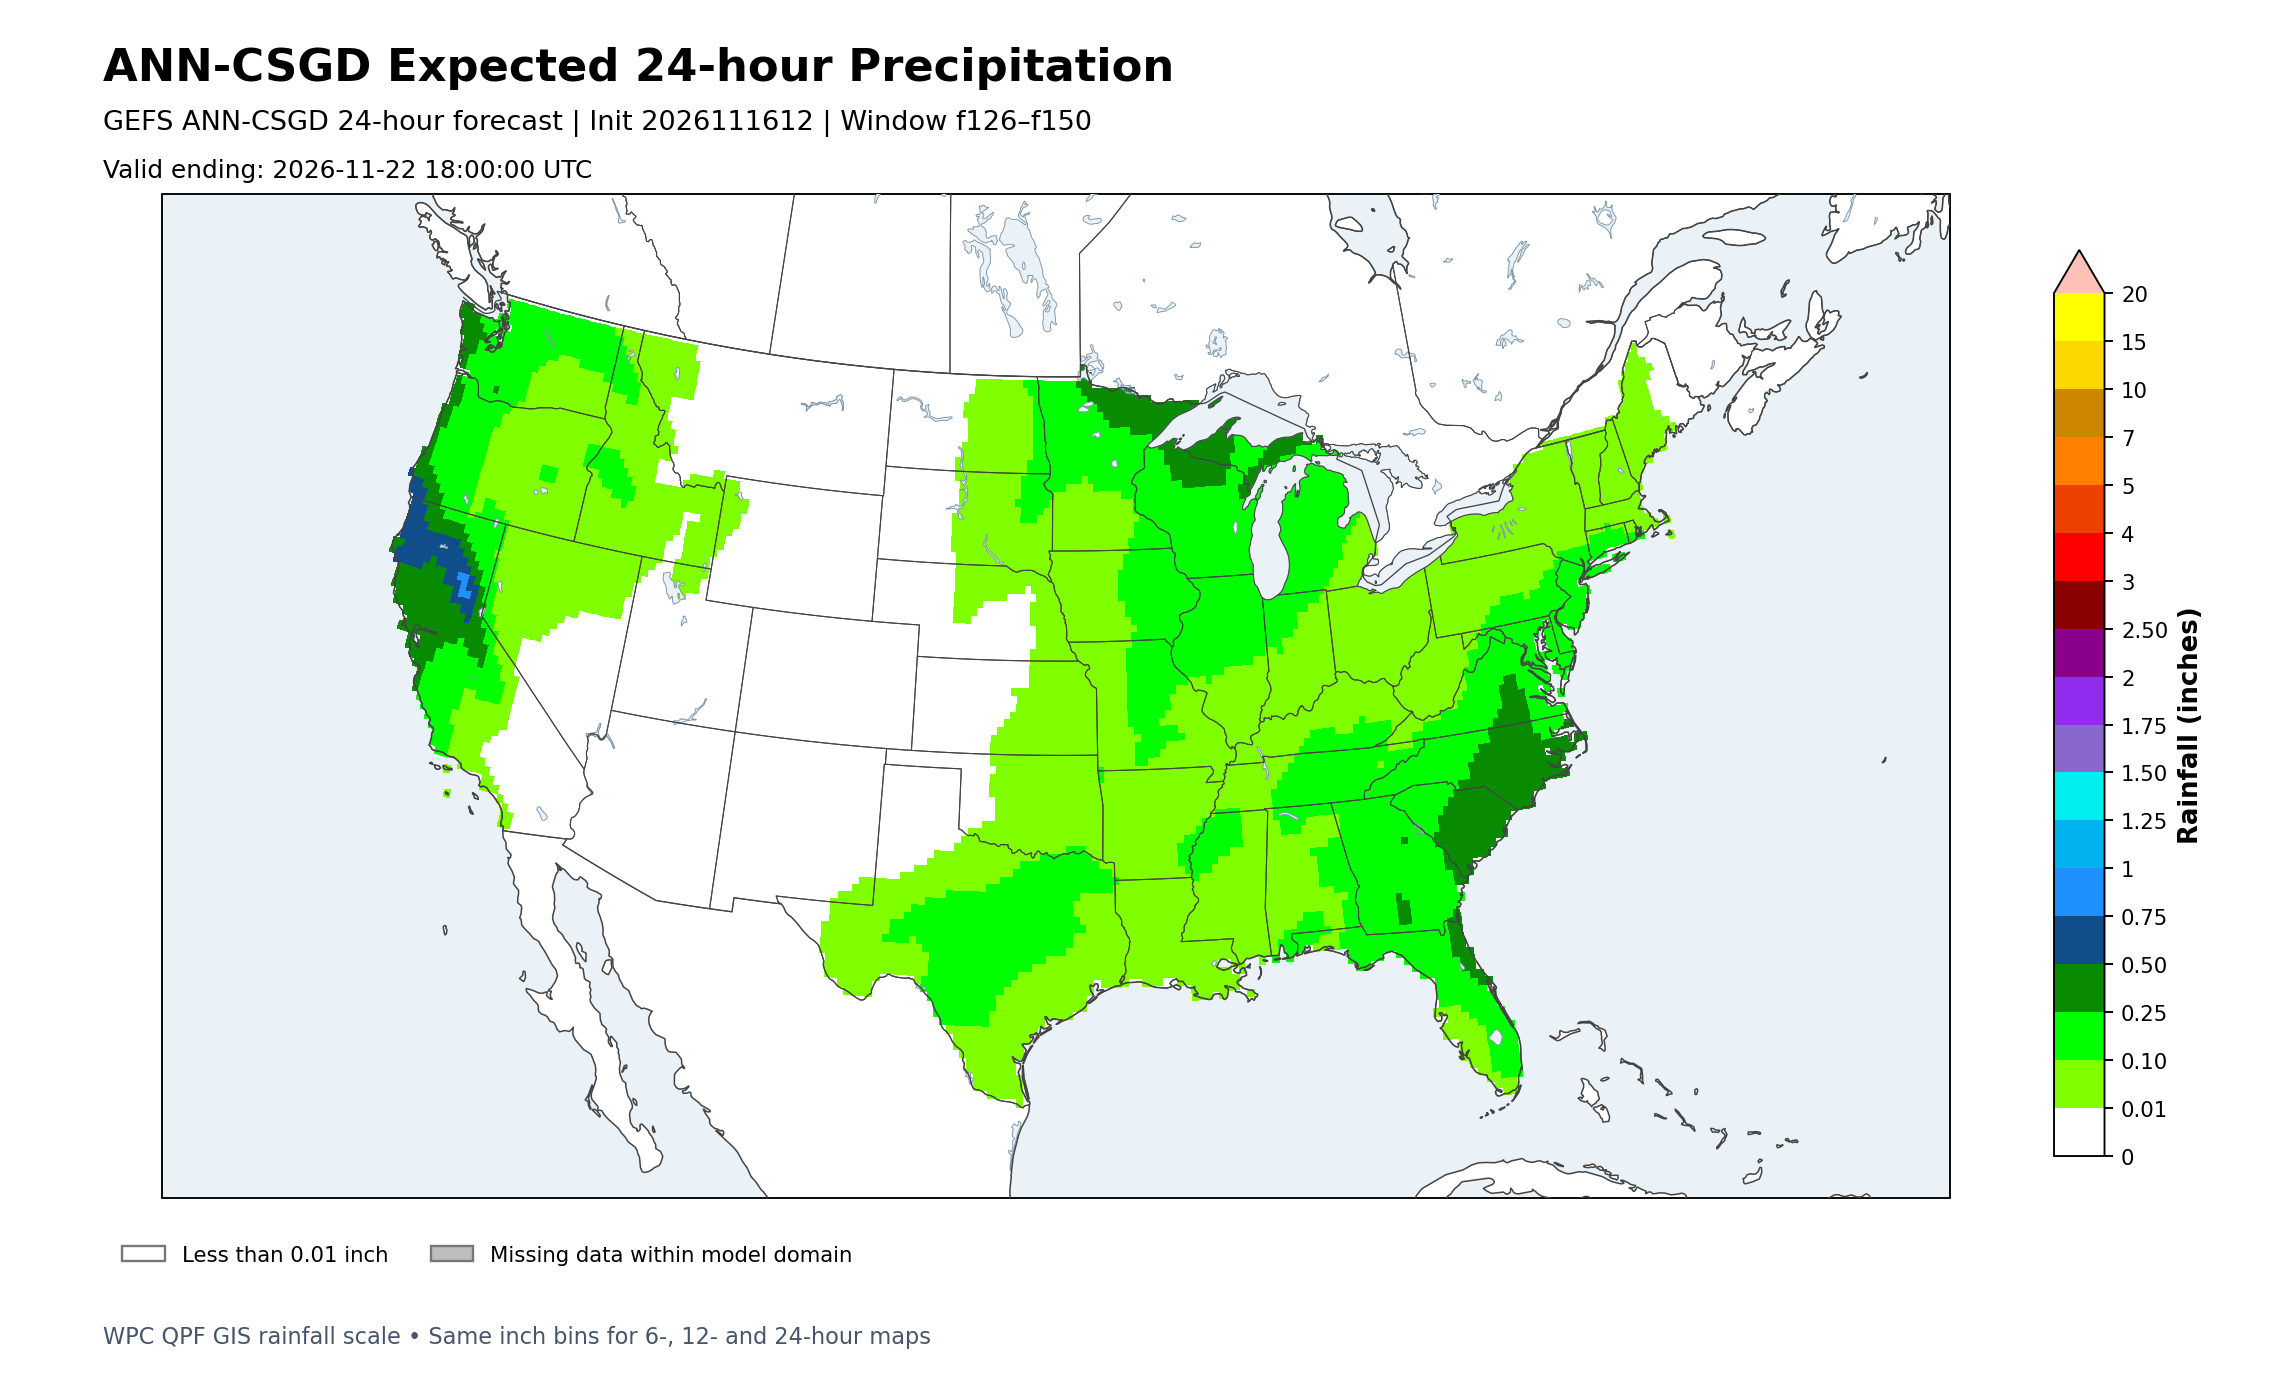 ANN-CSGD Expected 24-hour Precipitation
GEFS ANN-CSGD 24-hour forecast | Init 2026111612 | Window f126–f150
Valid ending: 2026-11-22 18:00:00 UTC
20
15
10
7
5
4
3
2.50
2
1.75
1.50
1.25
1
0.75
0.50
0.25
0.10
0.01
0
Rainfall (inches)
Less than 0.01 inch
Missing data within model domain
WPC QPF GIS rainfall scale • Same inch bins for 6-, 12- and 24-hour maps